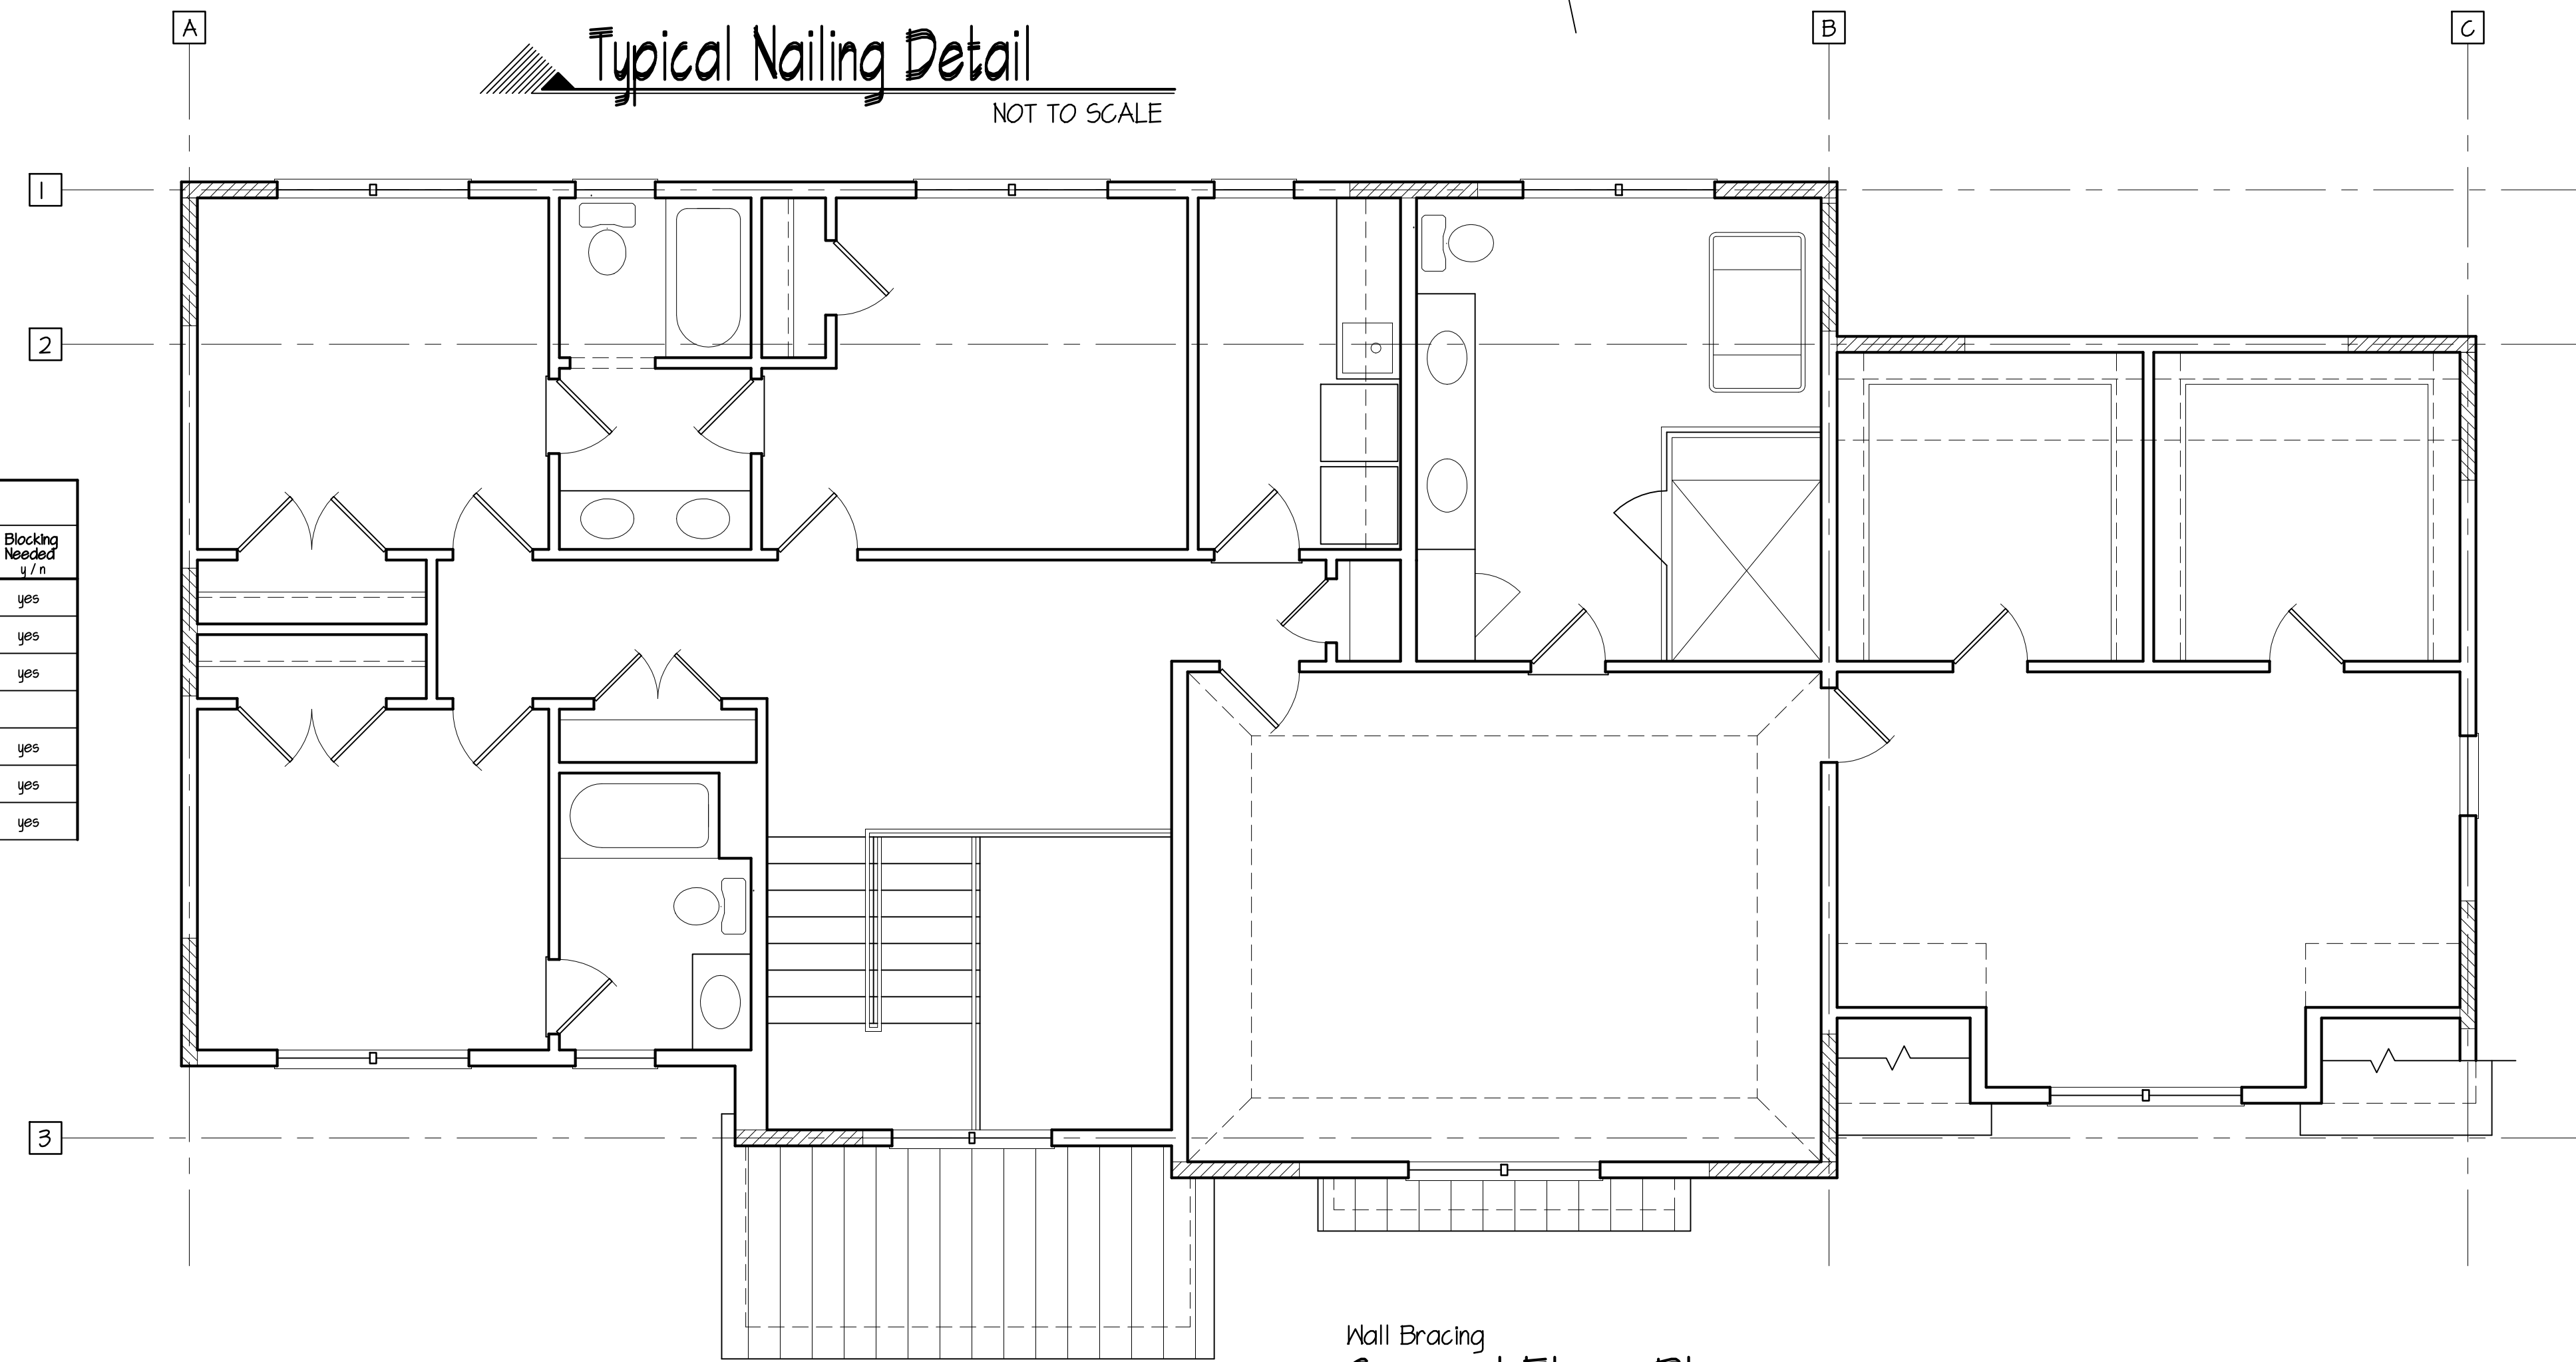 A
B
C
Typical Nailing Detail
NOT TO SCALE
1
2
Blocking
Needed
y / n
yes
yes
yes
yes
yes
yes
3
Wall Bracing